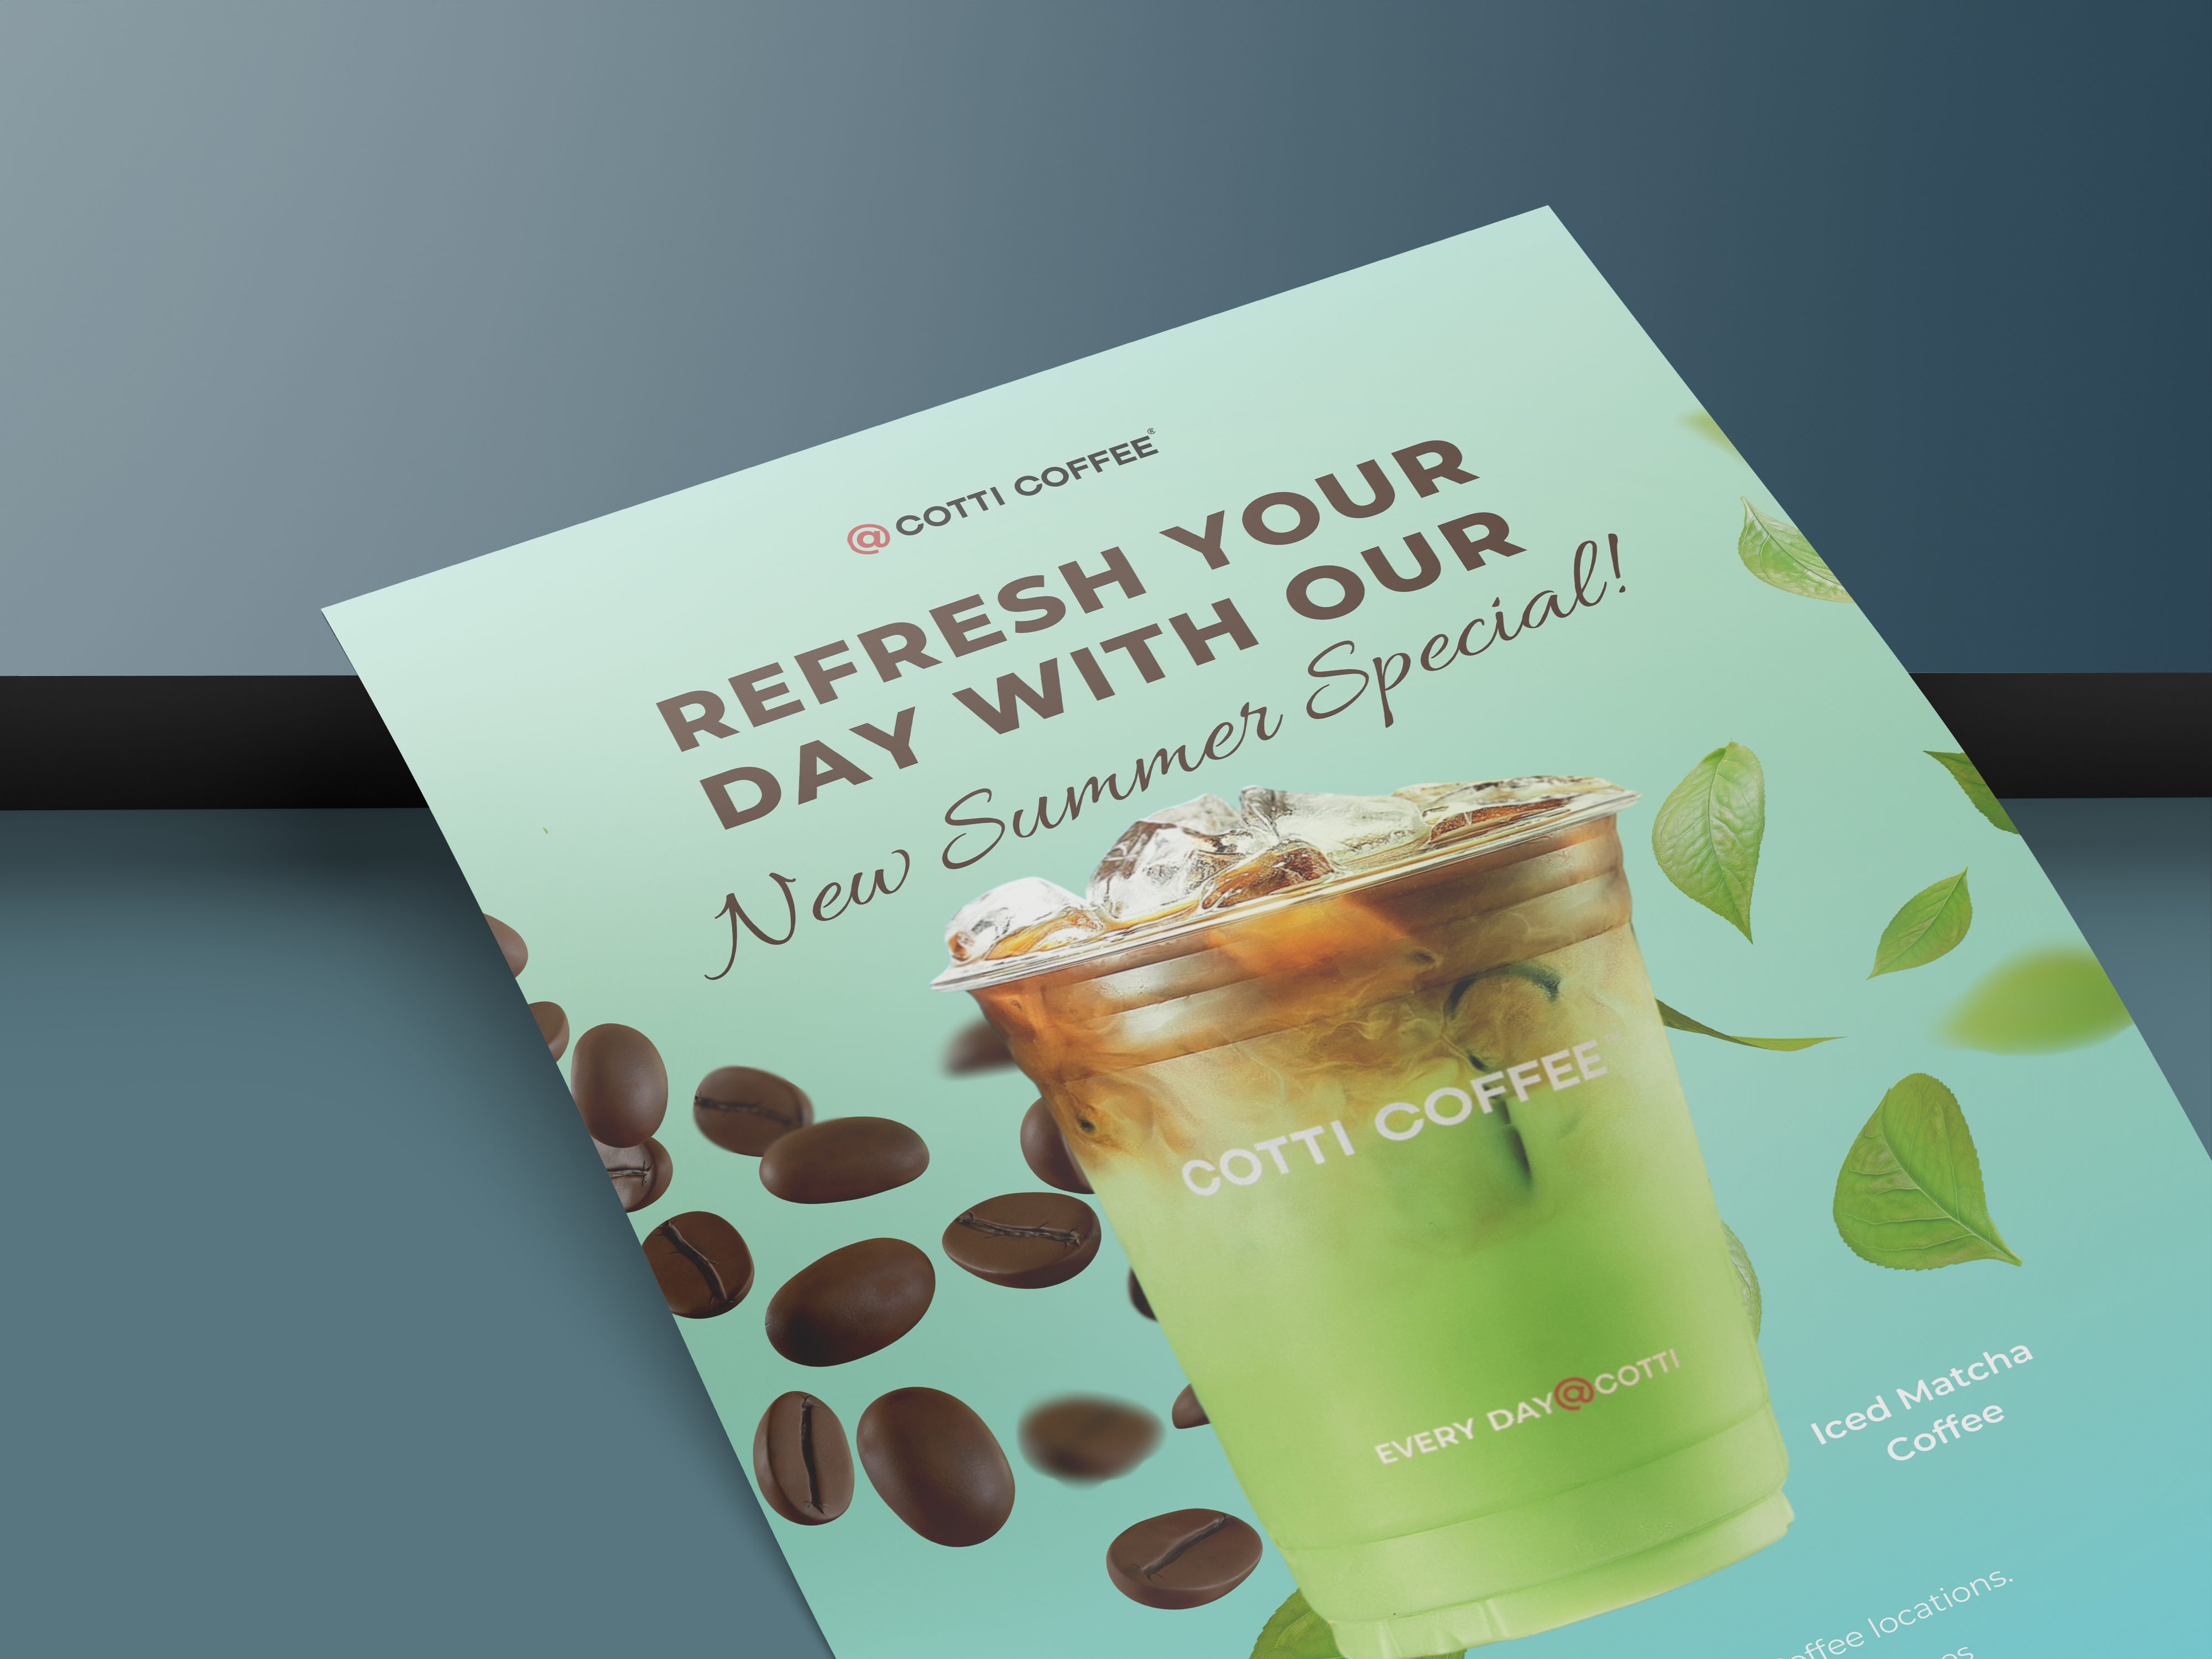 @ COTTI COFFEE®
REFRESH YOUR
DAY WITH OUR
New Summer Special!
COTTI COFFEE
EVERY DAY@COTTI
Iced Matcha
Coffee
locations.